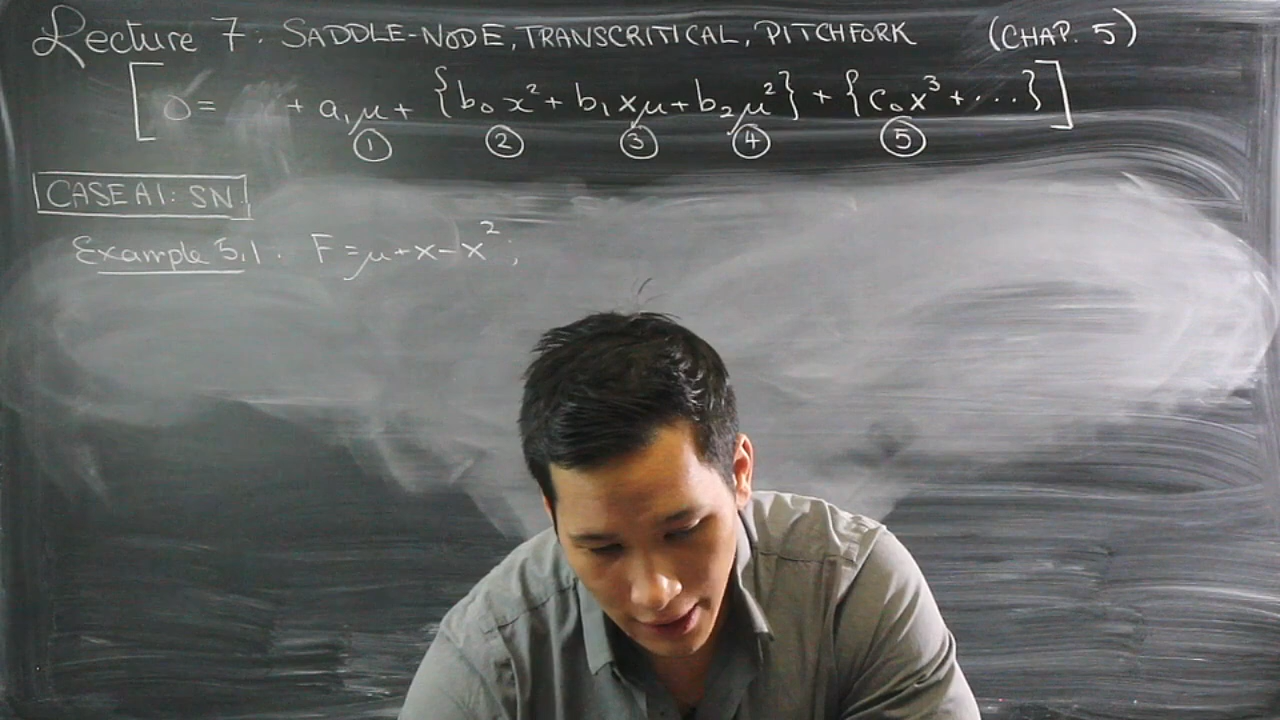 Lecture 7: SADDLE-NODE, TRANSCRITICAL, PITCHFORK (CHAP. 5)
[ 0 = + a₁μ + {b₀x² + b₁xμ + b₂μ²} + {c₀x³ + ...} ]
① ② ③ ④ ⑤
CASE A1: SN
Example 5.1. F = μ + x - x²;